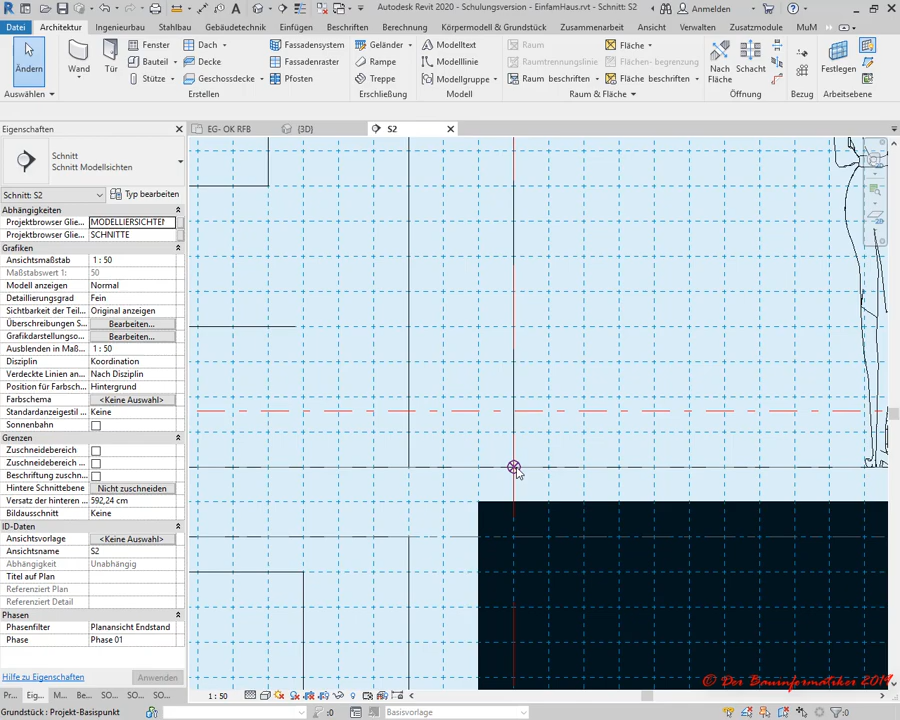 Autodesk Revit 2020 - Schulungsversion - EinfamHaus.rvt - Schnitt: S2
Anmelden
Datei Architektur Ingenieurbau Stahlbau Gebäudetechnik Einfügen Beschriften Berechnung Körpermodell & Grundstück Zusammenarbeit Ansicht Verwalten Zusatzmodule MuM
Ändern
Wand
Tür
Fenster
Bauteil
Stütze
Dach
Decke
Geschossdecke
Fassadensystem
Fassadenraster
Pfosten
Geländer
Rampe
Treppe
Modelltext
Modelllinie
Modellgruppe
Raum
Raumtrennungslinie
Raum beschriften
Fläche
Flächen- begrenzung
Fläche beschriften
Nach Fläche
Schacht
Festlegen
Auswählen Erstellen Erschließung Modell Raum & Fläche Öffnung Bezug Arbeitsebene
Eigenschaften
EG- OK RFB {3D} S2
Schnitt
Schnitt Modellsichten
Schnitt: S2 Typ bearbeiten
Abhängigkeiten
Projektbrowser Glie... MODELLIERSICHTEN
Projektbrowser Glie... SCHNITTE
Grafiken
Ansichtsmaßstab 1 : 50
Maßstabswert 1: 50
Modell anzeigen Normal
Detaillierungsgrad Fein
Sichtbarkeit der Teil... Original anzeigen
Überschreibungen S... Bearbeiten...
Grafikdarstellungso... Bearbeiten...
Ausblenden in Maß... 1 : 50
Disziplin Koordination
Verdeckte Linien an... Nach Disziplin
Position für Farbsch... Hintergrund
Farbschema <Keine Auswahl>
Standardanzeigestil ... Keine
Sonnenbahn
Grenzen
Zuschneidebereich
Zuschneidebereich ...
Beschriftung zuschn...
Hintere Schnittebene Nicht zuschneiden
Versatz der hinteren ... 592,24 cm
Bildausschnitt Keine
ID-Daten
Ansichtsvorlage <Keine Auswahl>
Ansichtsname S2
Abhängigkeit Unabhängig
Titel auf Plan
Referenziert Plan
Referenziert Detail
Phasen
Phasenfilter Planansicht Endstand
Phase Phase 01
Hilfe zu Eigenschaften Anwenden
Pr... Eig... M... Be... SO... SO... SO...
1 : 50
© Der Bauinformatiker 2019
Grundstück : Projekt-Basispunkt :0 Basisvorlage :0